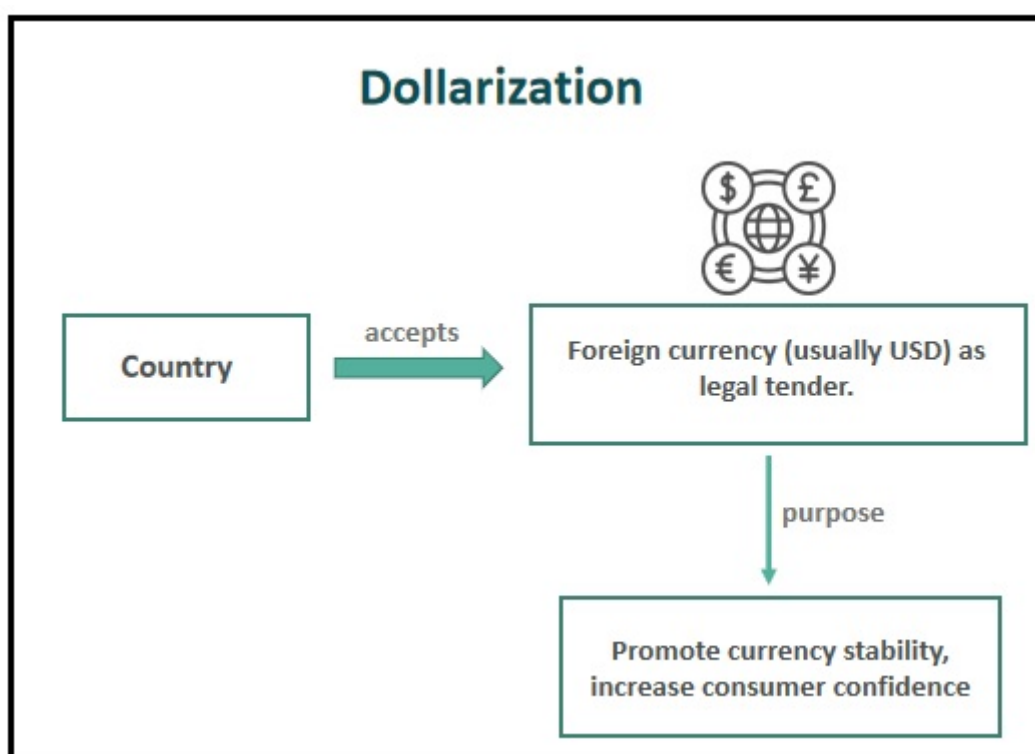 Dollarization
$ £
€ ¥
Country
accepts
Foreign currency (usually USD) as
legal tender.
purpose
Promote currency stability,
increase consumer confidence